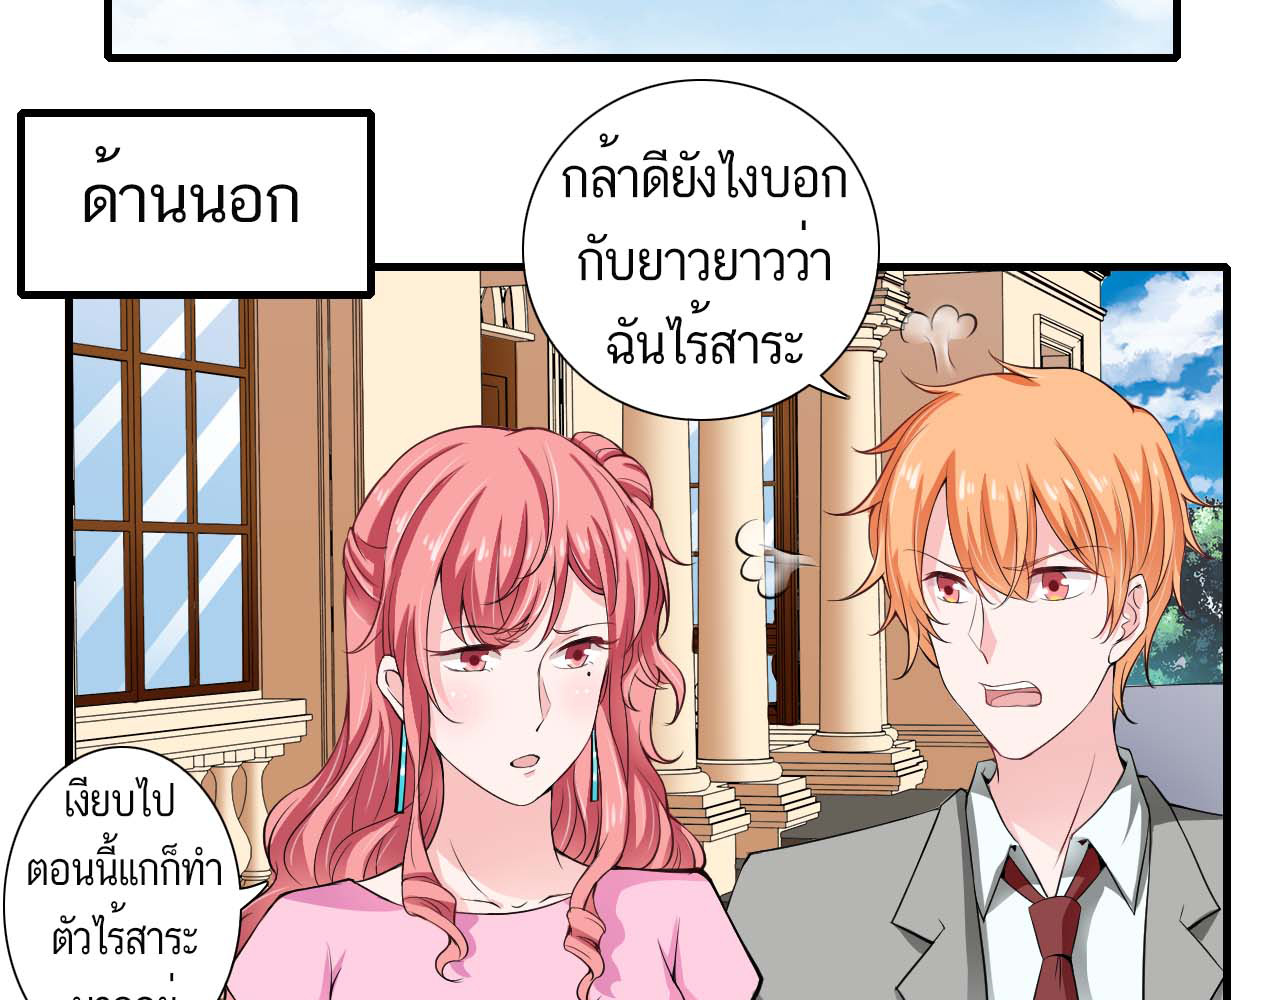 ด้านนอก
กล้าดียังไงบอก
กับยาวยาวว่า
ฉันไร้สาระ
เงียบไป
ตอนนี้แกก็ทำ
ตัวไร้สาระ